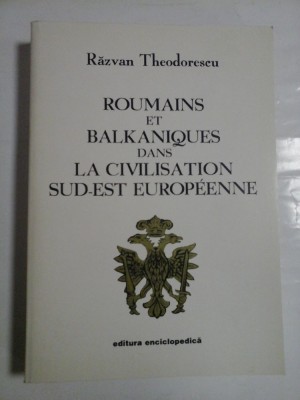 Răzvan Theodorescu
ROUMAINS
ET
BALKANIQUES
DANS
LA CIVILISATION
SUD-EST EUROPÉENNE
editura enciclopedică